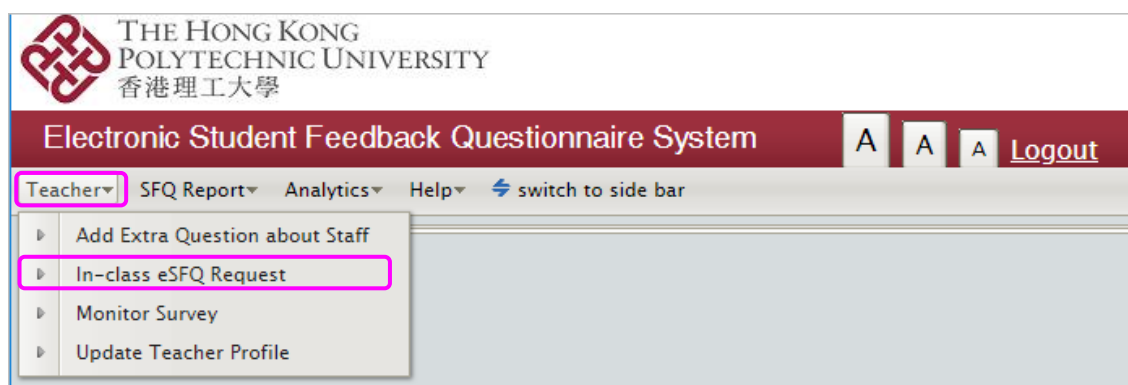 THE HONG KONG
POLYTECHNIC UNIVERSITY
香港理工大學
Electronic Student Feedback Questionnaire System A A A Logout
Teacher SFQ Report Analytics Help switch to side bar
Add Extra Question about Staff
In-class eSFQ Request
Monitor Survey
Update Teacher Profile